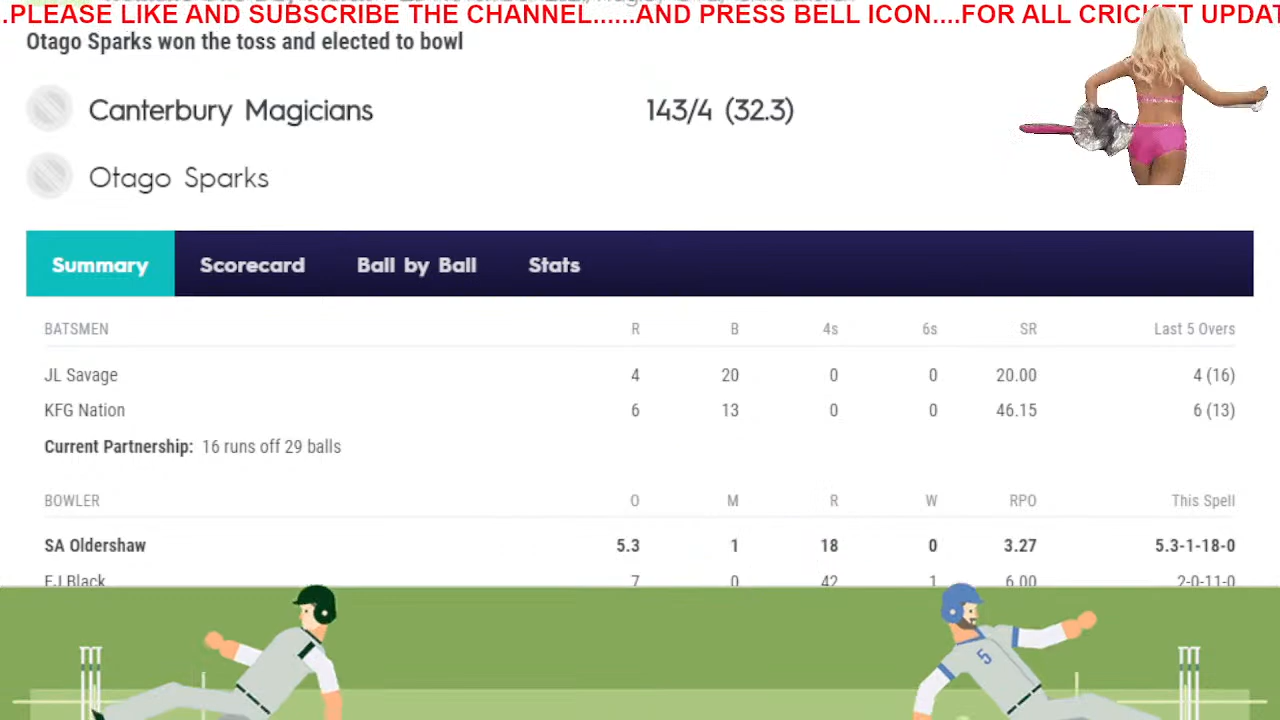 ..PLEASE LIKE AND SUBSCRIBE THE CHANNEL......AND PRESS BELL ICON....FOR ALL CRICKET UPDAT
Otago Sparks won the toss and elected to bowl
Canterbury Magicians 143/4 (32.3)
Otago Sparks
Summary Scorecard Ball by Ball Stats
BATSMEN R B 4s 6s SR Last 5 Overs
JL Savage 4 20 0 0 20.00 4 (16)
KFG Nation 6 13 0 0 46.15 6 (13)
Current Partnership: 16 runs off 29 balls
BOWLER O M R W RPO This Spell
SA Oldershaw 5.3 1 18 0 3.27 5.3-1-18-0
EJ Black 7 0 42 1 6.00 2-0-11-0
5